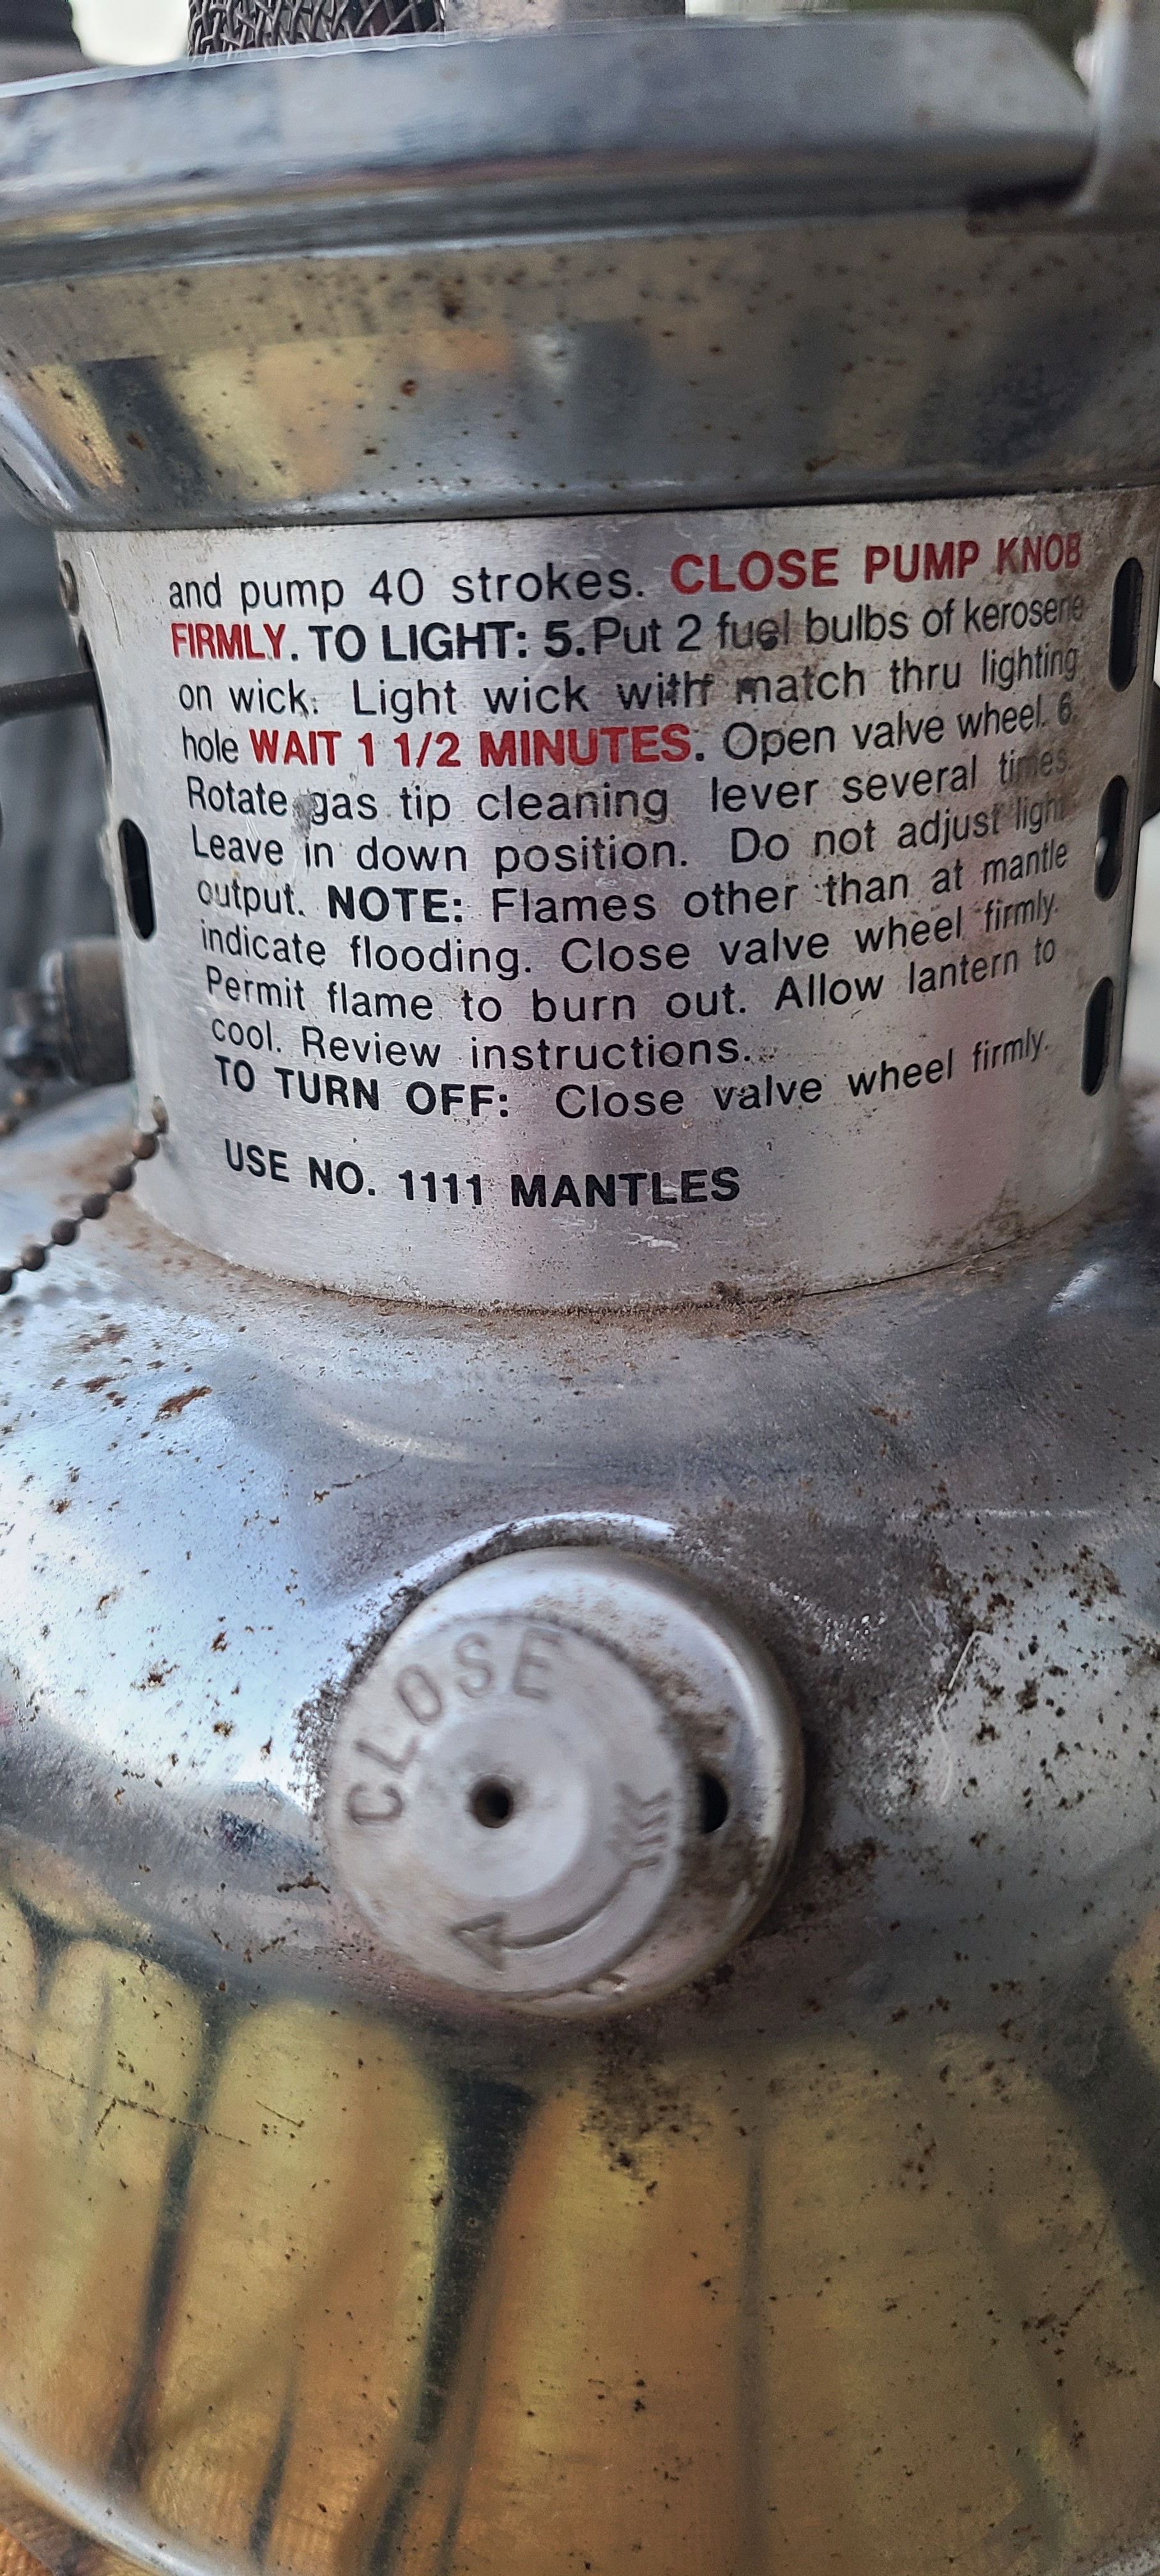 and pump 40 strokes. CLOSE PUMP KNOB
FIRMLY. TO LIGHT: 5. Put 2 fuel bulbs of kerosene
on wick. Light wick with match thru lighting
hole WAIT 1 1/2 MINUTES. Open valve wheel. 6.
Rotate gas tip cleaning lever several times.
Leave in down position. Do not adjust light
output. NOTE: Flames other than at mantle
indicate flooding. Close valve wheel firmly.
Permit flame to burn out. Allow lantern to
cool. Review instructions.
TO TURN OFF: Close valve wheel firmly.
USE NO. 1111 MANTLES
CLOSE